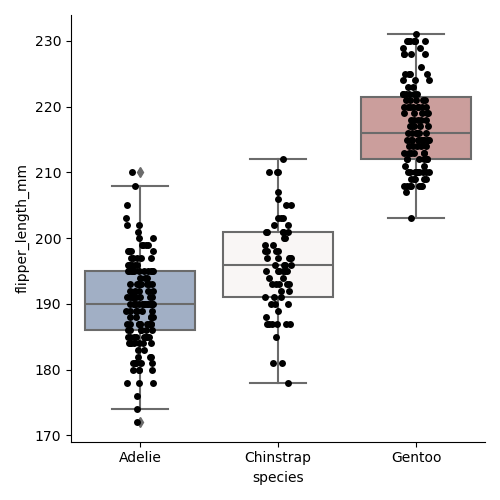 230
220
210
200
190
180
170
flipper_length_mm
Adelie
Chinstrap
Gentoo
species